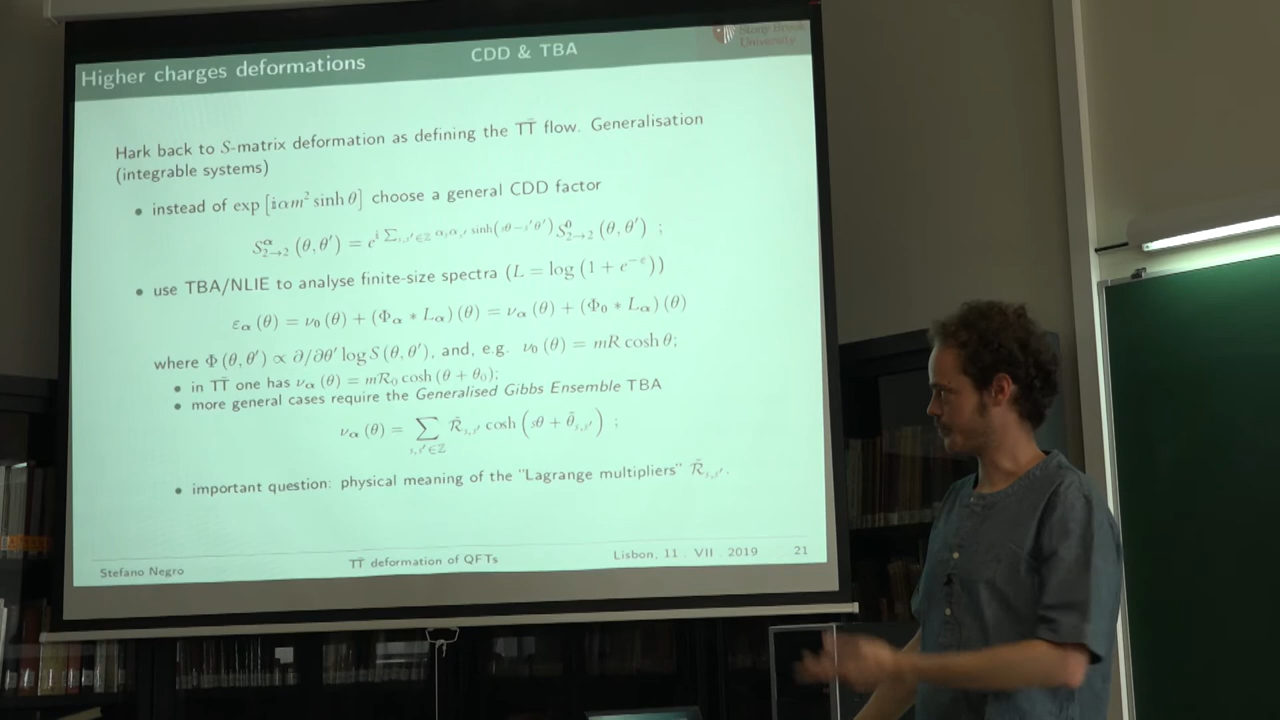 Stony Brook
University
Higher charges deformations CDD & TBA
Hark back to S-matrix deformation as defining the TT̄ flow. Generalisation
(integrable systems)
• instead of exp [iαm² sinh θ] choose a general CDD factor
S^α_{2→2} (θ, θ′) = e^{i ∑_{s,s′∈ℤ} α_s α_{s′} sinh(sθ−s′θ′)} S^0_{2→2} (θ, θ′) ;
• use TBA/NLIE to analyse finite-size spectra (L = log (1 + e^{−ε}))
ε_α (θ) = ν_0 (θ) + (Φ_α * L_α) (θ) = ν_α (θ) + (Φ_0 * L_α) (θ)
where Φ (θ, θ′) ∝ ∂/∂θ′ log S (θ, θ′), and, e.g. ν_0 (θ) = mR cosh θ;
• in TT̄ one has ν_α (θ) = mR_0 cosh (θ + θ_0);
• more general cases require the Generalised Gibbs Ensemble TBA
ν_α (θ) = ∑_{s,s′∈ℤ} R̃_{s,s′} cosh (sθ + θ̃_{s,s′}) ;
• important question: physical meaning of the "Lagrange multipliers" R̃_{s,s′}.
Stefano Negro TT̄ deformation of QFTs Lisbon, 11 . VII . 2019 21